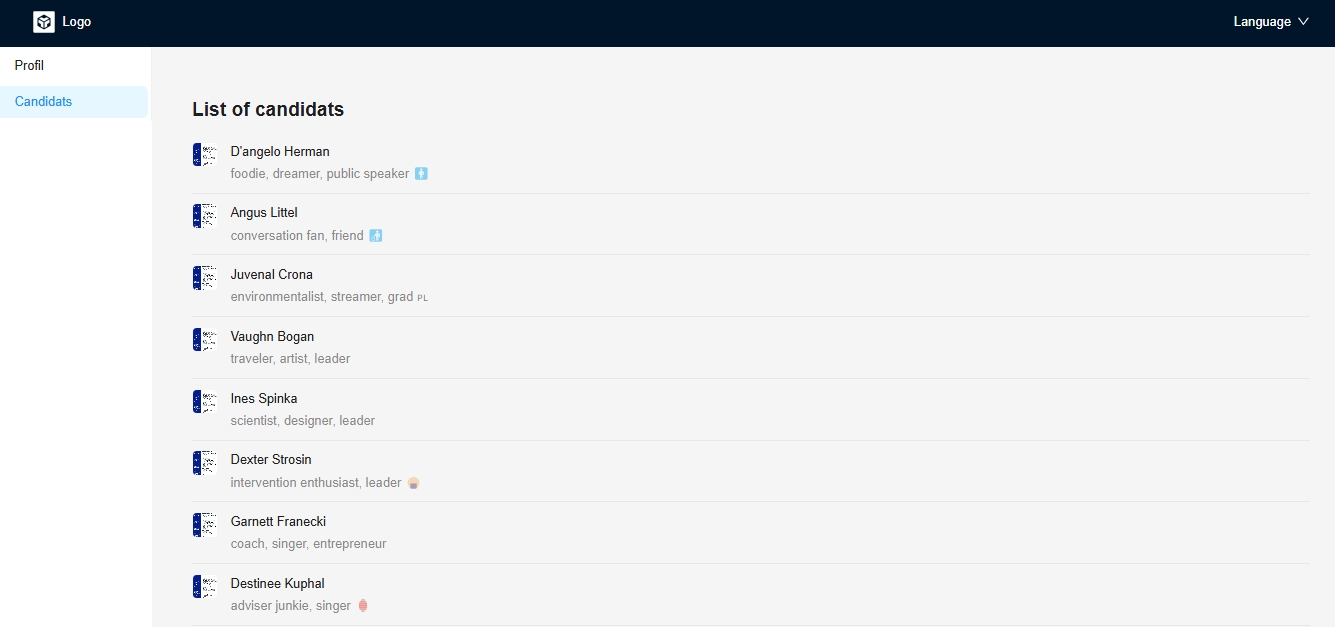 Logo
Language
Profil
Candidats
List of candidats
D'angelo Herman
foodie, dreamer, public speaker
Angus Littel
conversation fan, friend
Juvenal Crona
environmentalist, streamer, grad PL
Vaughn Bogan
traveler, artist, leader
Ines Spinka
scientist, designer, leader
Dexter Strosin
intervention enthusiast, leader
Garnett Franecki
coach, singer, entrepreneur
Destinee Kuphal
adviser junkie, singer